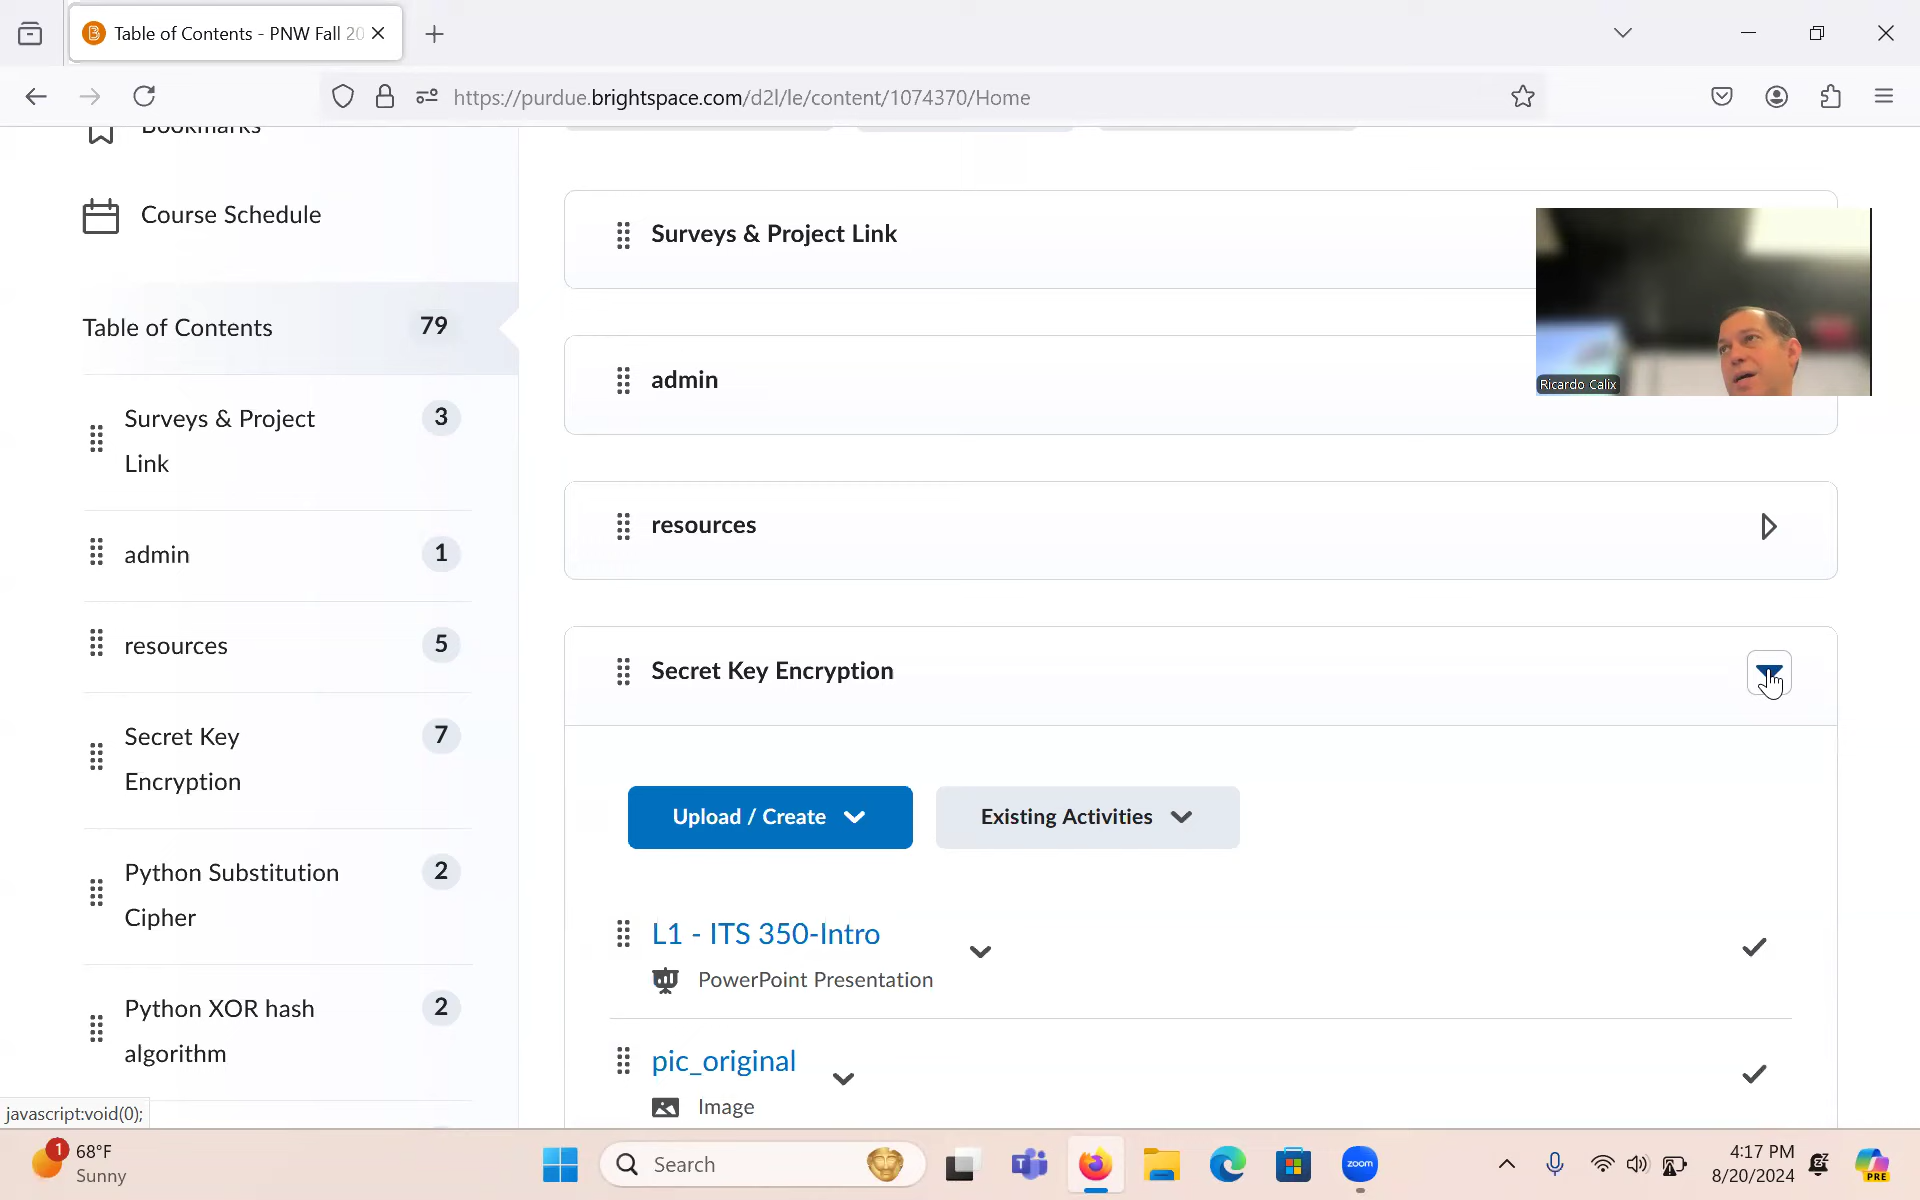 Table of Contents - PNW Fall 20
https://purdue.brightspace.com/d2l/le/content/1074370/Home
Bookmarks
Course Schedule
Table of Contents 79
Surveys & Project
Link
3
admin 1
resources 5
Secret Key
Encryption
7
Python Substitution
Cipher
2
Python XOR hash
algorithm
2
javascript:void(0);
Surveys & Project Link
admin
resources
Secret Key Encryption
Upload / Create
Existing Activities
L1 - ITS 350-Intro
PowerPoint Presentation
pic_original
Image
Ricardo Calix
1
68°F
Sunny
Search
zoom
4:17 PM
8/20/2024
PRE